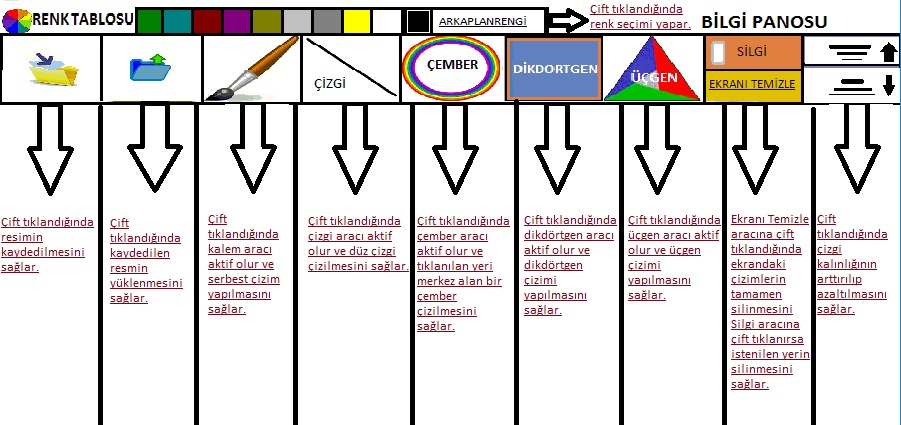 RENK TABLOSU
ARKAPLANRENGİ
Çift tıklandığında
renk seçimi yapar.
BİLGİ PANOSU
ÇİZGİ
ÇEMBER
DİKDORTGEN
ÜÇGEN
SİLGİ
EKRANI TEMİZLE
Çift tıklandığında
resimin
kaydedilmesini
sağlar.
Çift
tıklandığında
kaydedilen
resmin
yüklenmesini
sağlar.
Çift
tıklandığında
kalem aracı
aktif olur ve
serbest çizim
yapılmasını
sağlar.
Çift tıklandığında
çizgi aracı aktif
olur ve düz çizgi
çizilmesini sağlar.
Çift tıklandığında
çember aracı
aktif olur ve
tıklanılan yeri
merkez alan bir
çember
çizilmesini
sağlar.
Çift tıklandığında
dikdörtgen aracı
aktif olur ve
dikdörtgen
çizimi
yapılmasını
sağlar.
Çift tıklandığında
üçgen aracı aktif
olur ve üçgen
çizimi
yapılmasını
sağlar.
Ekranı Temizle
aracına çift
tıklandığında
ekrandaki
çizimlerin
tamamen
silinmesini
Silgi aracına
çift tıklanırsa
istenilen yerin
silinmesini
sağlar.
Çift
tıklandığında
çizgi
kalınlığının
arttırılıp
azaltılmasını
sağlar.